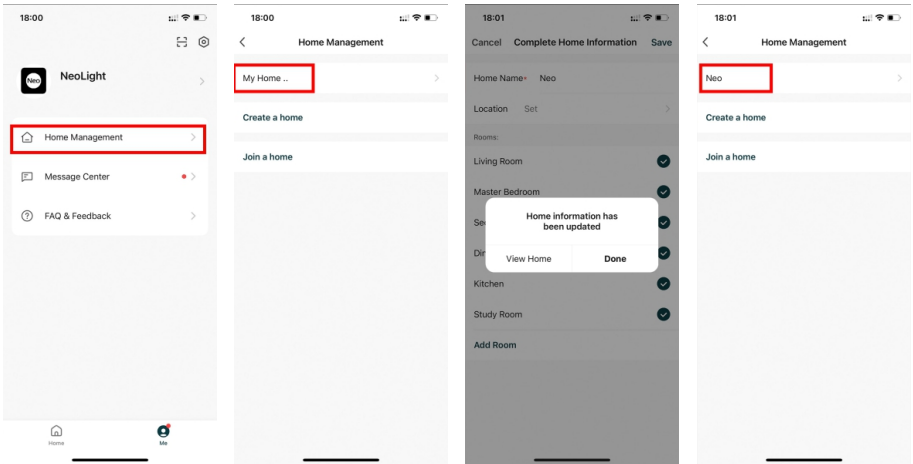 18:00
Neo
NeoLight
Home Management
Message Center
FAQ & Feedback
Home
Me
18:00
Home Management
My Home ..
Create a home
Join a home
18:01
Cancel Complete Home Information Save
Home Name* Neo
Location Set
Rooms:
Living Room
Master Bedroom
Home information has
been updated
View Home Done
Kitchen
Study Room
Add Room
18:01
Home Management
Neo
Create a home
Join a home